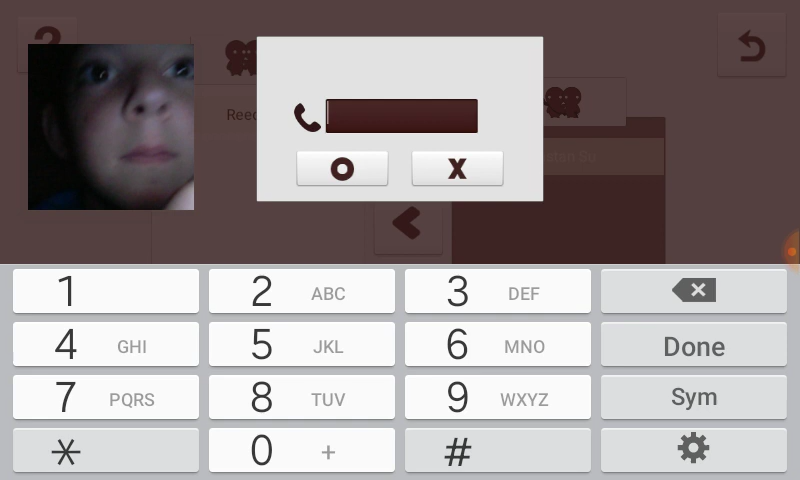 ?
Reed
O X
1
2 ABC
3 DEF
4 GHI
5 JKL
6 MNO
Done
7 PQRS
8 TUV
9 WXYZ
Sym
*
0 +
#